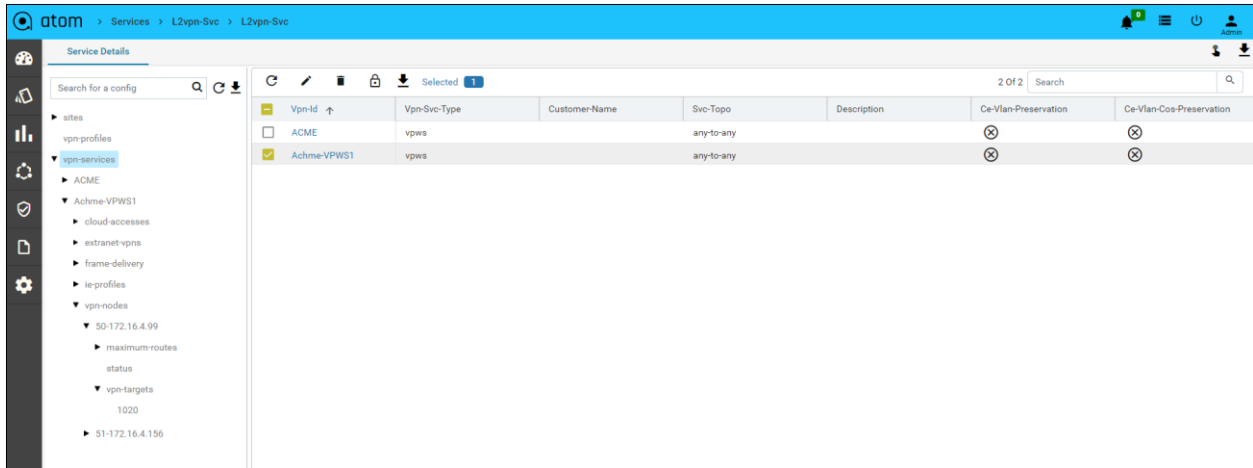 atom > Services > L2vpn-Svc > L2vpn-Svc
0
Admin
Service Details
Search for a config
Selected 1
2 Of 2 Search
sites
vpn-profiles
vpn-services
ACME
Achme-VPWS1
cloud-accesses
extranet-vpns
frame-delivery
ie-profiles
vpn-nodes
50-172.16.4.99
maximum-routes
status
vpn-targets
1020
51-172.16.4.156
Vpn-Id ↑ Vpn-Svc-Type Customer-Name Svc-Topo Description Ce-Vlan-Preservation Ce-Vlan-Cos-Preservation
ACME vpws any-to-any
Achme-VPWS1 vpws any-to-any